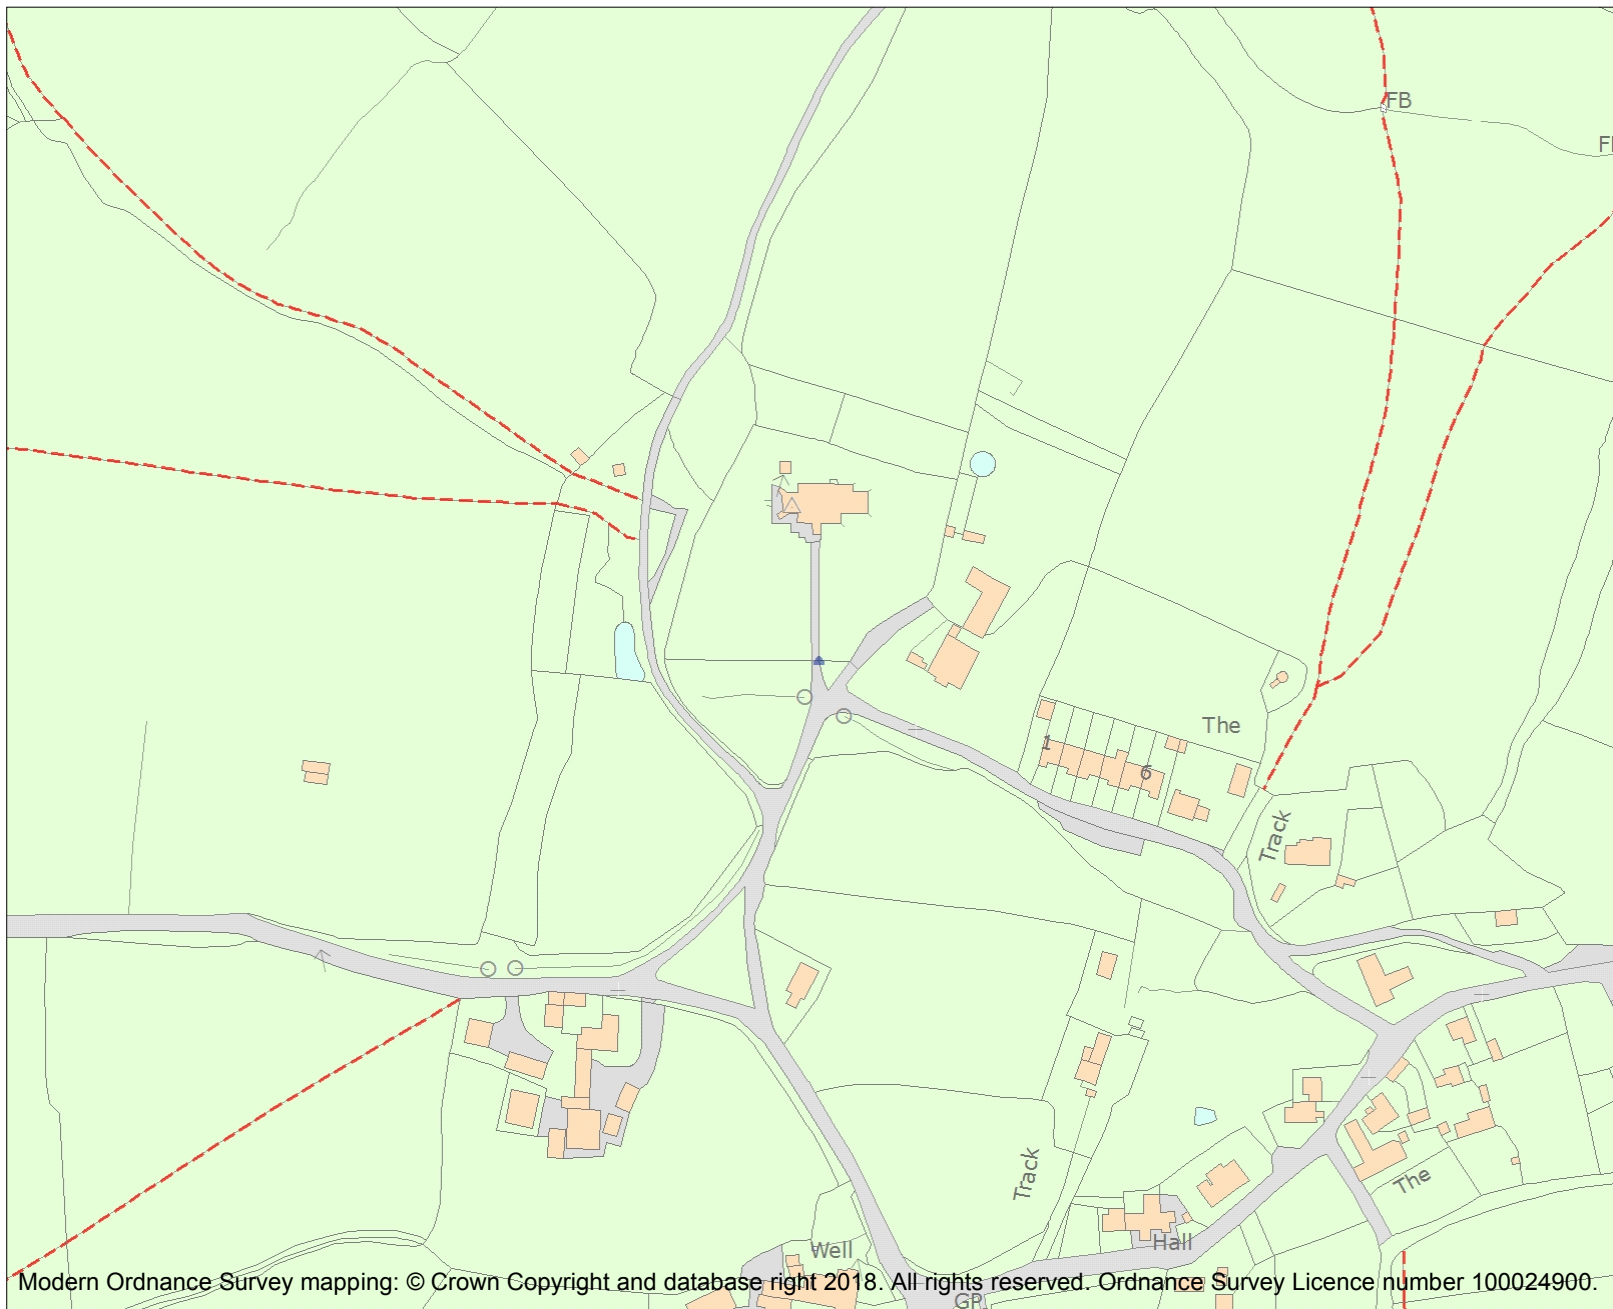 FB
The
1
6
Track
Track
The
Well
Hall
Modern Ordnance Survey mapping: © Crown Copyright and database right 2018. All rights reserved. Ordnance Survey Licence number 100024900.
GP